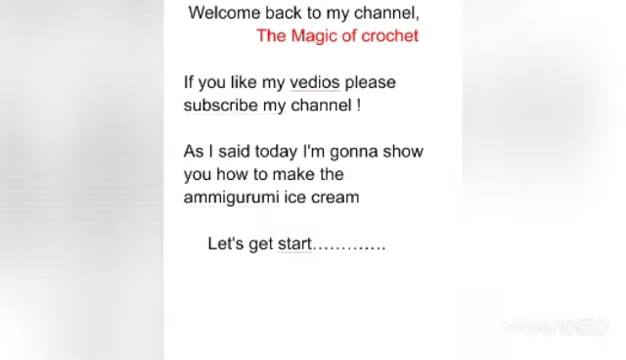 Welcome back to my channel,
The Magic of crochet
If you like my vedios please
subscribe my channel !
As I said today I'm gonna show
you how to make the
ammigurumi ice cream
Let's get start.............
VIVAVIDEO